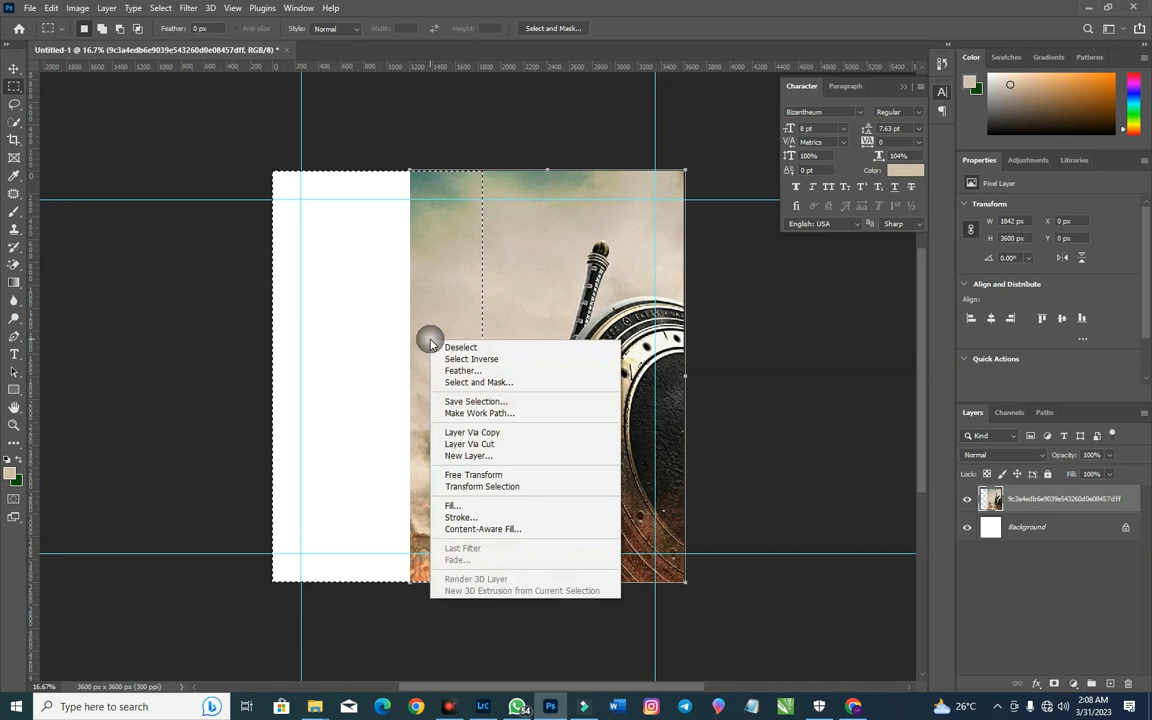 File Edit Image Layer Type Select Filter 3D View Plugins Window Help
Feather: 0 px Anti-alias Style: Normal Width: Height: Select and Mask...
Untitled-1 @ 16.7% (9c3a4edb6e9039e543260d0e08457dff, RGB/8) *
Character Paragraph
Bizantheum Regular
8 pt 7.63 pt
Metrics 0
100% 104%
0 pt Color:
English: USA Sharp
Deselect
Select Inverse
Feather...
Select and Mask...
Save Selection...
Make Work Path...
Layer Via Copy
Layer Via Cut
New Layer...
Free Transform
Transform Selection
Fill...
Stroke...
Content-Aware Fill...
Last Filter
Fade...
Render 3D Layer
New 3D Extrusion from Current Selection
Color Swatches Gradients Patterns
Properties Adjustments Libraries
Pixel Layer
Transform
W 1842 px X 0 px
H 3600 px Y 0 px
0.00°
Align and Distribute
Align:
Quick Actions
Layers Channels Paths
Kind
Normal Opacity: 100%
Lock: Fill: 100%
9c3a4edb6e9039e543260d0e08457dff
Background
16.67% 3600 px x 3600 px (300 ppi)
Type here to search 54 26°C 2:08 AM
3/31/2023